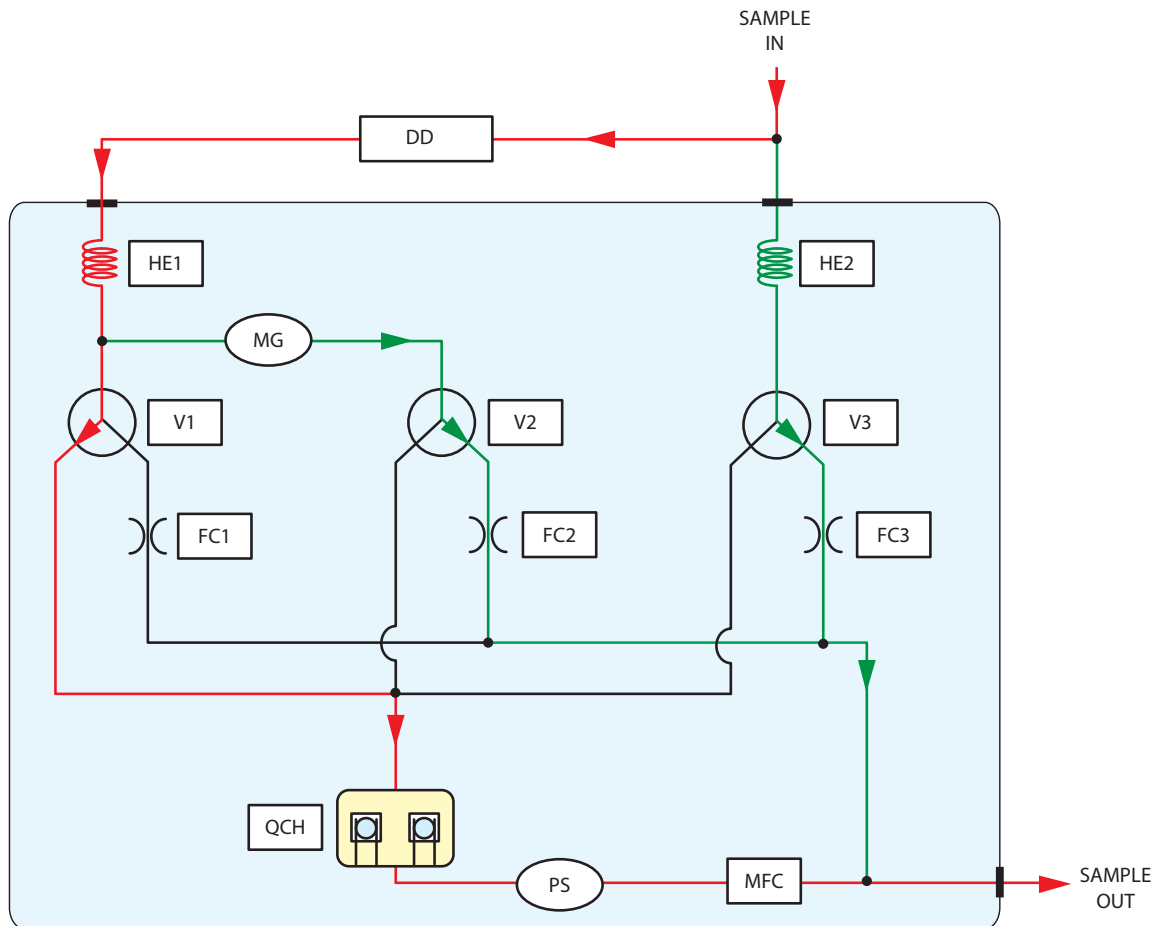 SAMPLE
IN
DD
HE1
HE2
MG
V1
V2
V3
FC1
FC2
FC3
QCH
PS
MFC
SAMPLE
OUT